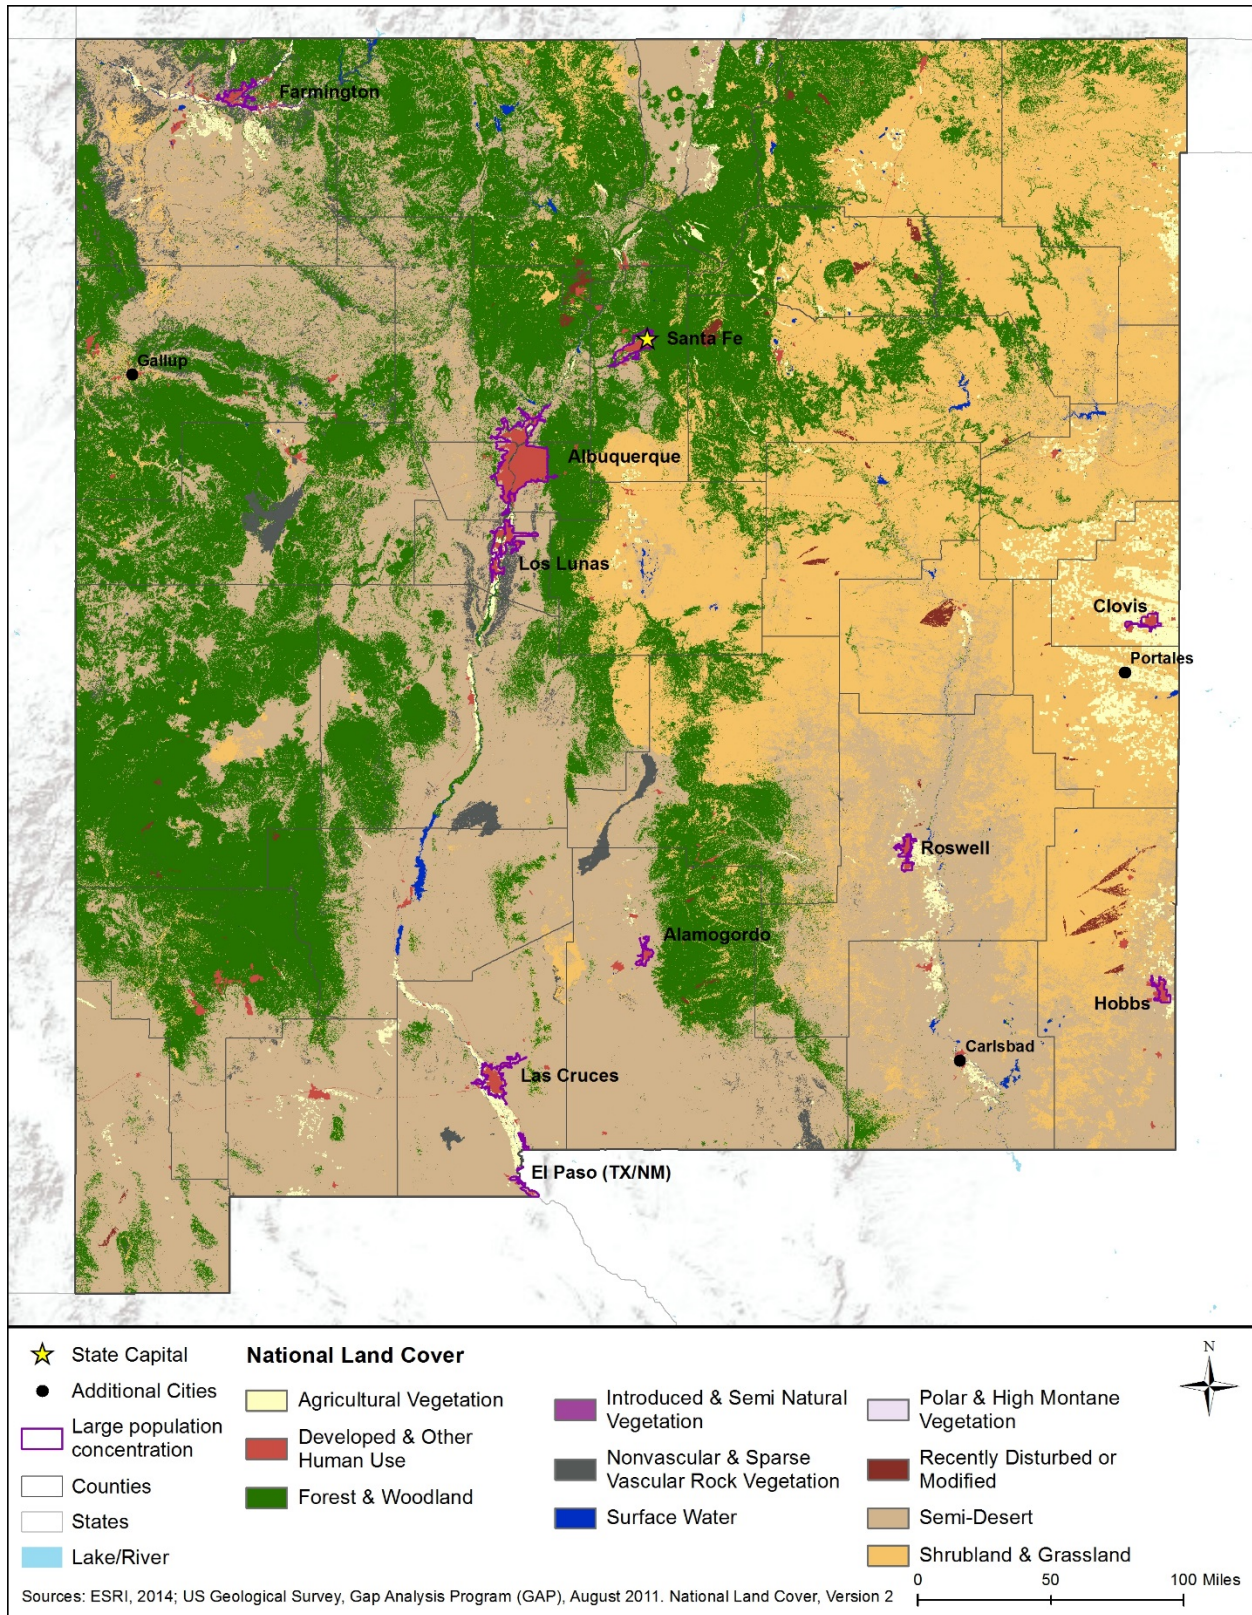 Farmington
Santa Fe
Gallup
Albuquerque
Los Lunas
Clovis
Portales
Roswell
Alamogordo
Hobbs
Carlsbad
Las Cruces
El Paso (TX/NM)
State Capital
Additional Cities
Large population
concentration
Counties
States
Lake/River
National Land Cover
Agricultural Vegetation
Developed & Other
Human Use
Forest & Woodland
Introduced & Semi Natural
Vegetation
Nonvascular & Sparse
Vascular Rock Vegetation
Surface Water
Polar & High Montane
Vegetation
Recently Disturbed or
Modified
Semi-Desert
Shrubland & Grassland
N
0 50 100 Miles
Sources: ESRI, 2014; US Geological Survey, Gap Analysis Program (GAP), August 2011. National Land Cover, Version 2